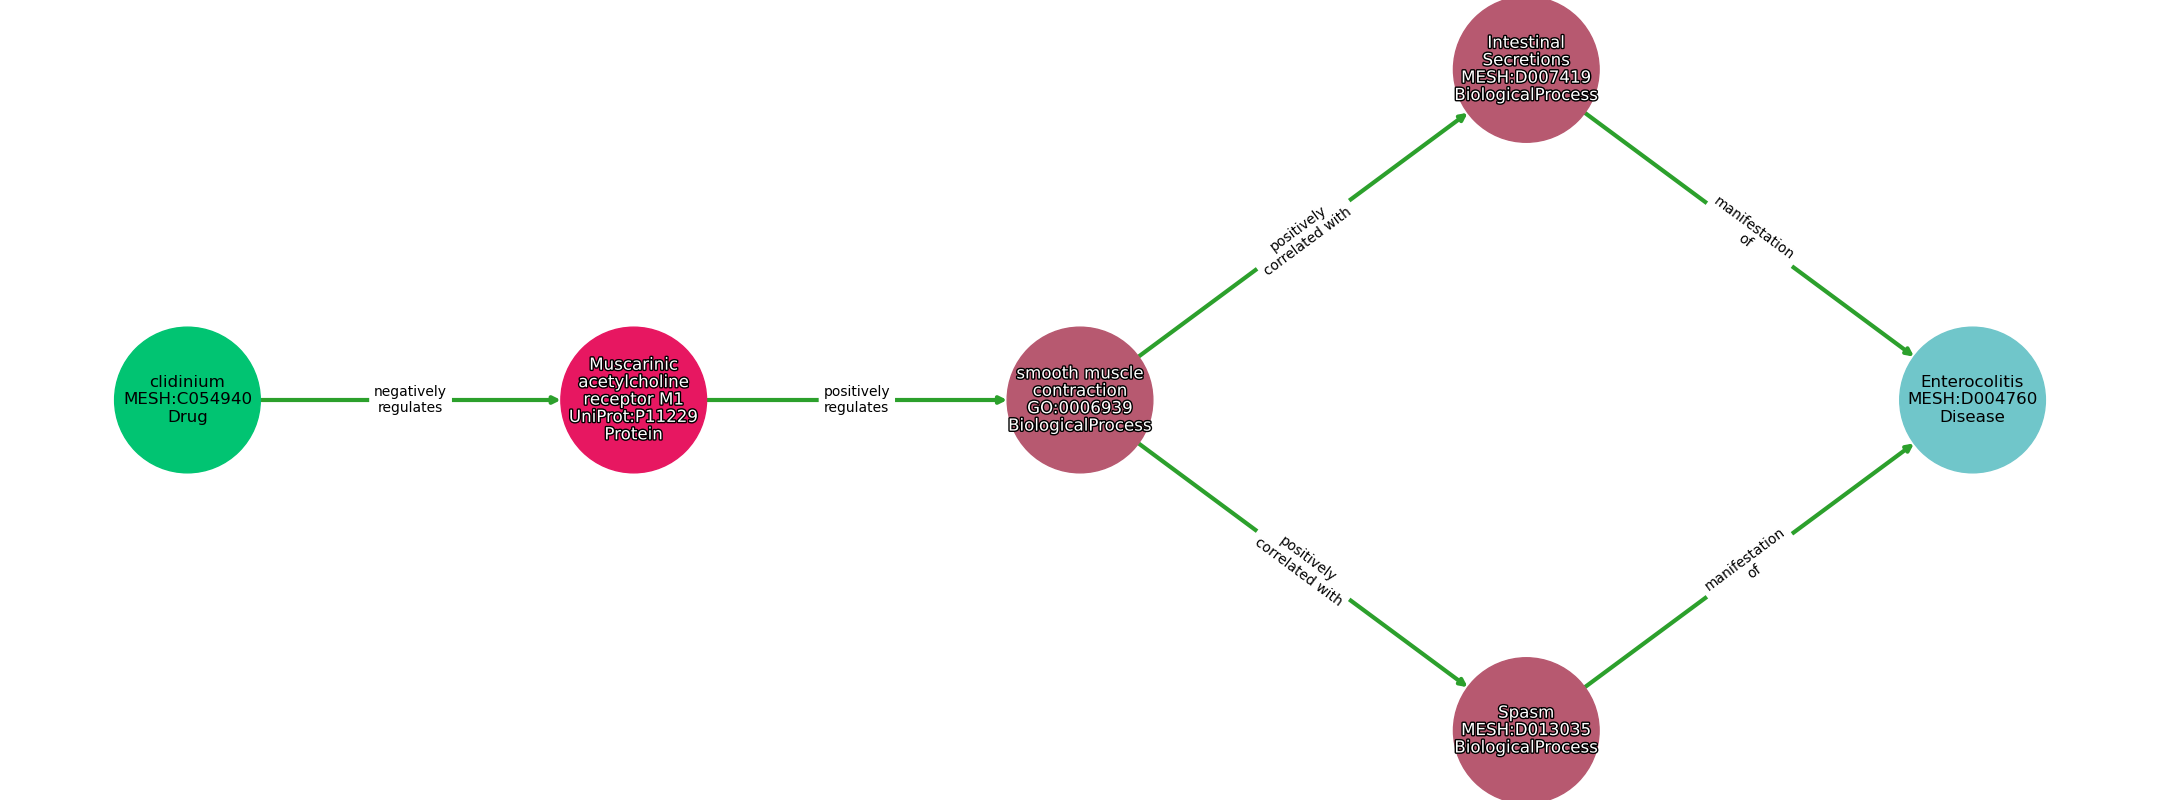 clidinium
MESH:C054940
Drug
negatively
regulates
Muscarinic
acetylcholine
receptor M1
UniProt:P11229
Protein
positively
regulates
smooth muscle
contraction
GO:0006939
BiologicalProcess
positively
correlated with
Intestinal
Secretions
MESH:D007419
BiologicalProcess
manifestation
of
positively
correlated with
Spasm
MESH:D013035
BiologicalProcess
manifestation
of
Enterocolitis
MESH:D004760
Disease